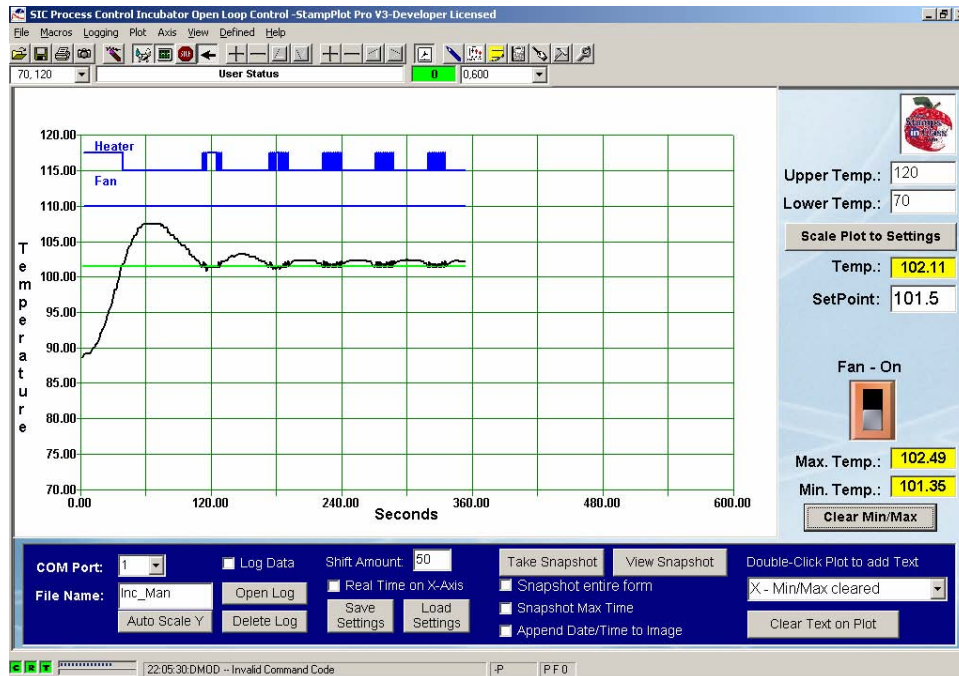 SIC Process Control Incubator Open Loop Control -StampPlot Pro V3-Developer Licensed
File Macros Logging Plot Axis View Defined Help
70, 120 User Status 0 0,600
120.00
Heater
115.00
Fan
110.00
105.00
100.00
95.00
90.00
85.00
80.00
75.00
70.00
Temperature
0.00 120.00 240.00 360.00 480.00 600.00
Seconds
Stamps
in Class
Upper Temp.: 120
Lower Temp.: 70
Scale Plot to Settings
Temp.: 102.11
SetPoint: 101.5
Fan - On
Max. Temp.: 102.49
Min. Temp.: 101.35
Clear Min/Max
COM Port: 1
File Name: Inc_Man
Auto Scale Y
Log Data
Open Log
Delete Log
Shift Amount: 50
Real Time on X-Axis
Save Settings
Load Settings
Take Snapshot View Snapshot
Snapshot entire form
Snapshot Max Time
Append Date/Time to Image
Double-Click Plot to add Text
X - Min/Max cleared
Clear Text on Plot
C R T 22:05:30:DMOD -- Invalid Command Code -P P F 0